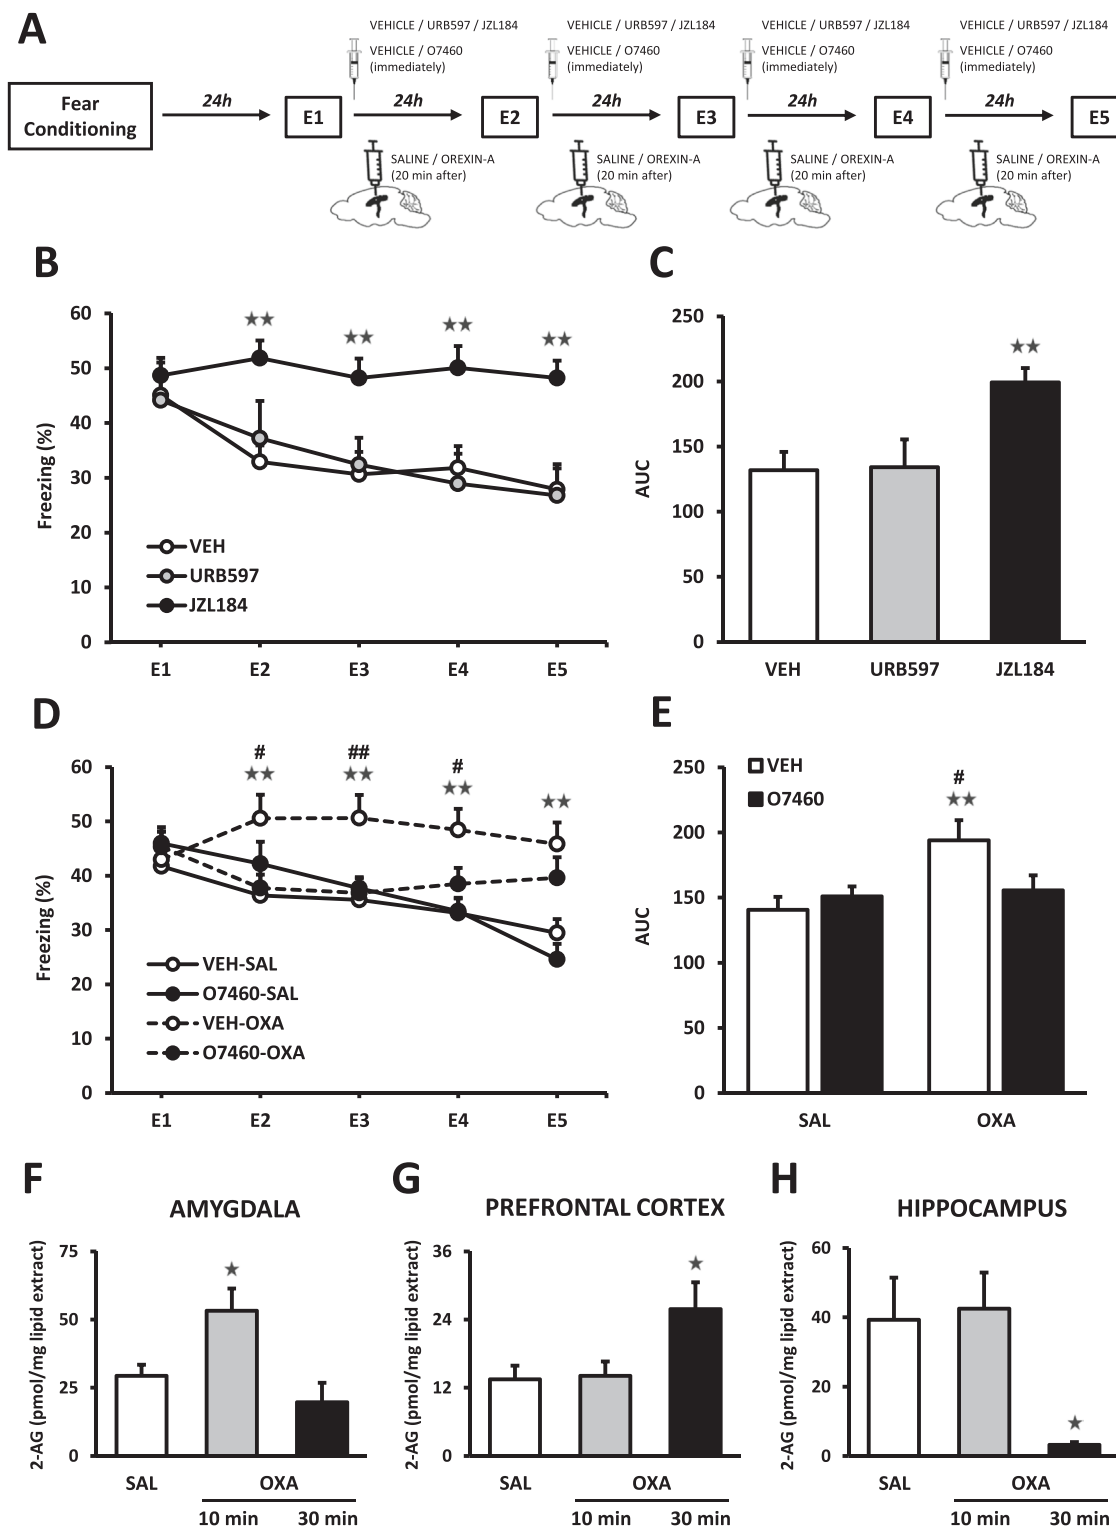 A
VEHICLE / URB597 / JZL184
VEHICLE / O7460
(immediately)
VEHICLE / URB597 / JZL184
VEHICLE / O7460
(immediately)
VEHICLE / URB597 / JZL184
VEHICLE / O7460
(immediately)
VEHICLE / URB597 / JZL184
VEHICLE / O7460
(immediately)
Fear
Conditioning
24h
E1
24h
E2
24h
E3
24h
E4
24h
E5
SALINE / OREXIN-A
(20 min after)
SALINE / OREXIN-A
(20 min after)
SALINE / OREXIN-A
(20 min after)
SALINE / OREXIN-A
(20 min after)
B
Freezing (%)
60
50
40
30
20
10
0
★★
★★
★★
★★
VEH
URB597
JZL184
E1 E2 E3 E4 E5
C
AUC
250
200
150
100
50
0
★★
VEH URB597 JZL184
D
Freezing (%)
60
50
40
30
20
10
0
# ## #
★★ ★★ ★★ ★★
VEH-SAL
O7460-SAL
VEH-OXA
O7460-OXA
E1 E2 E3 E4 E5
E
AUC
250
200
150
100
50
0
VEH
O7460
#
★★
SAL OXA
F
AMYGDALA
2-AG (pmol/mg lipid extract)
75
50
25
0
★
SAL OXA
10 min 30 min
G
PREFRONTAL CORTEX
2-AG (pmol/mg lipid extract)
36
24
12
0
★
SAL OXA
10 min 30 min
H
HIPPOCAMPUS
2-AG (pmol/mg lipid extract)
60
40
20
0
★
SAL OXA
10 min 30 min